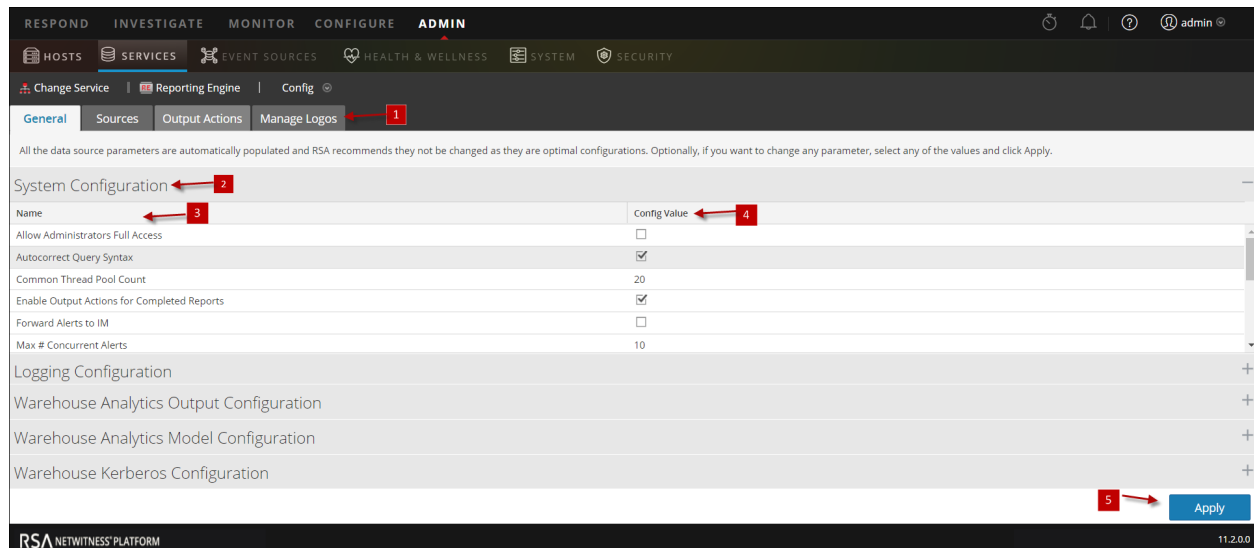 RESPOND INVESTIGATE MONITOR CONFIGURE ADMIN admin
HOSTS SERVICES EVENT SOURCES HEALTH & WELLNESS SYSTEM SECURITY
Change Service RE Reporting Engine Config
General Sources Output Actions Manage Logos 1
All the data source parameters are automatically populated and RSA recommends they not be changed as they are optimal configurations. Optionally, if you want to change any parameter, select any of the values and click Apply.
System Configuration 2
Name 3 Config Value 4
Allow Administrators Full Access
Autocorrect Query Syntax
Common Thread Pool Count 20
Enable Output Actions for Completed Reports
Forward Alerts to IM
Max # Concurrent Alerts 10
Logging Configuration
Warehouse Analytics Output Configuration
Warehouse Analytics Model Configuration
Warehouse Kerberos Configuration
5 Apply
RSA NETWITNESS® PLATFORM 11.2.0.0